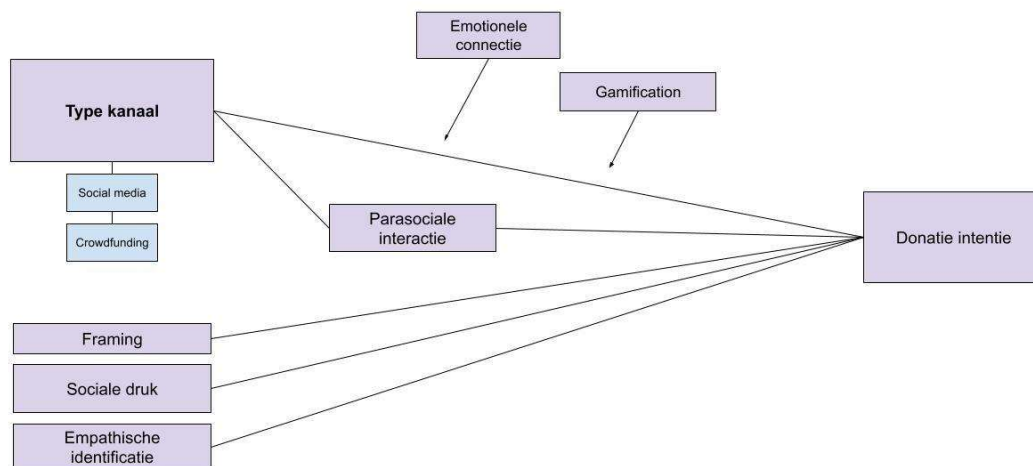 Emotionele
connectie
Type kanaal
Gamification
Social media
Crowdfunding
Parasociale
interactie
Donatie intentie
Framing
Sociale druk
Empathische
identificatie